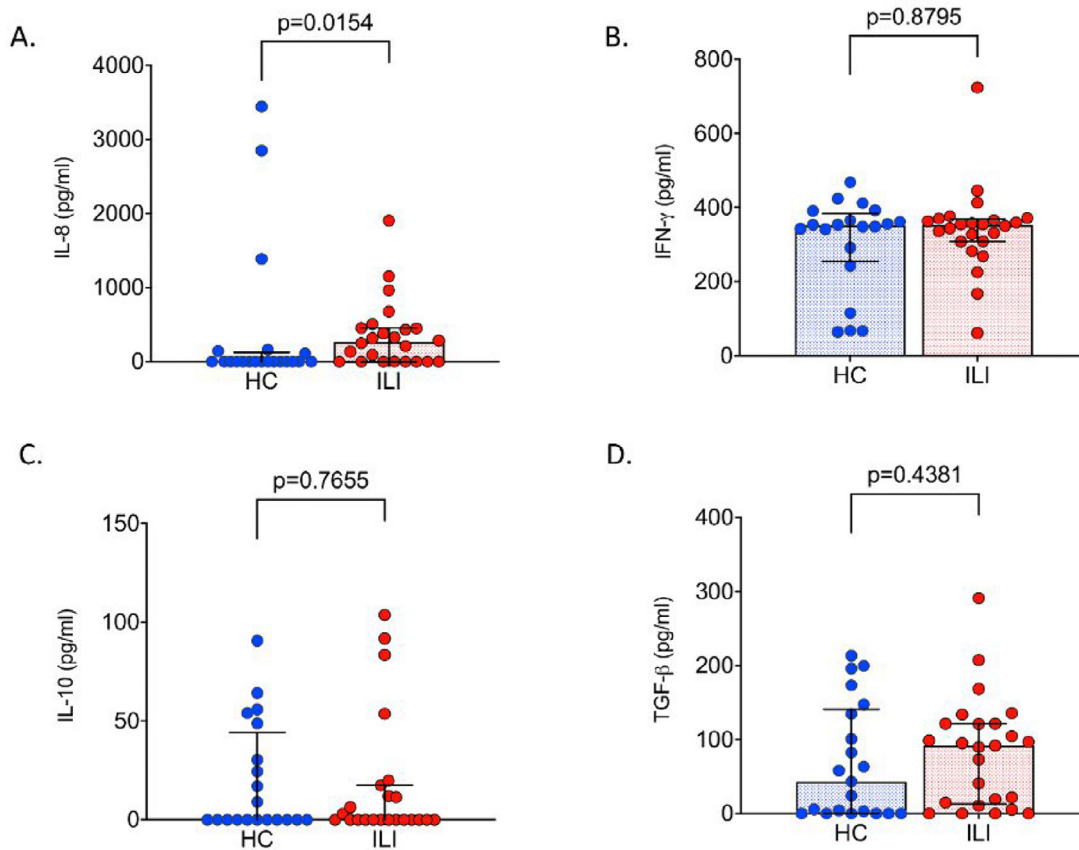 A.
p=0.0154
IL-8 (pg/ml)
4000
3000
2000
1000
0
HC
ILI
B.
p=0.8795
IFN-γ (pg/ml)
800
600
400
200
0
HC
ILI
C.
p=0.7655
IL-10 (pg/ml)
150
100
50
0
HC
ILI
D.
p=0.4381
TGF-β (pg/ml)
400
300
200
100
0
HC
ILI